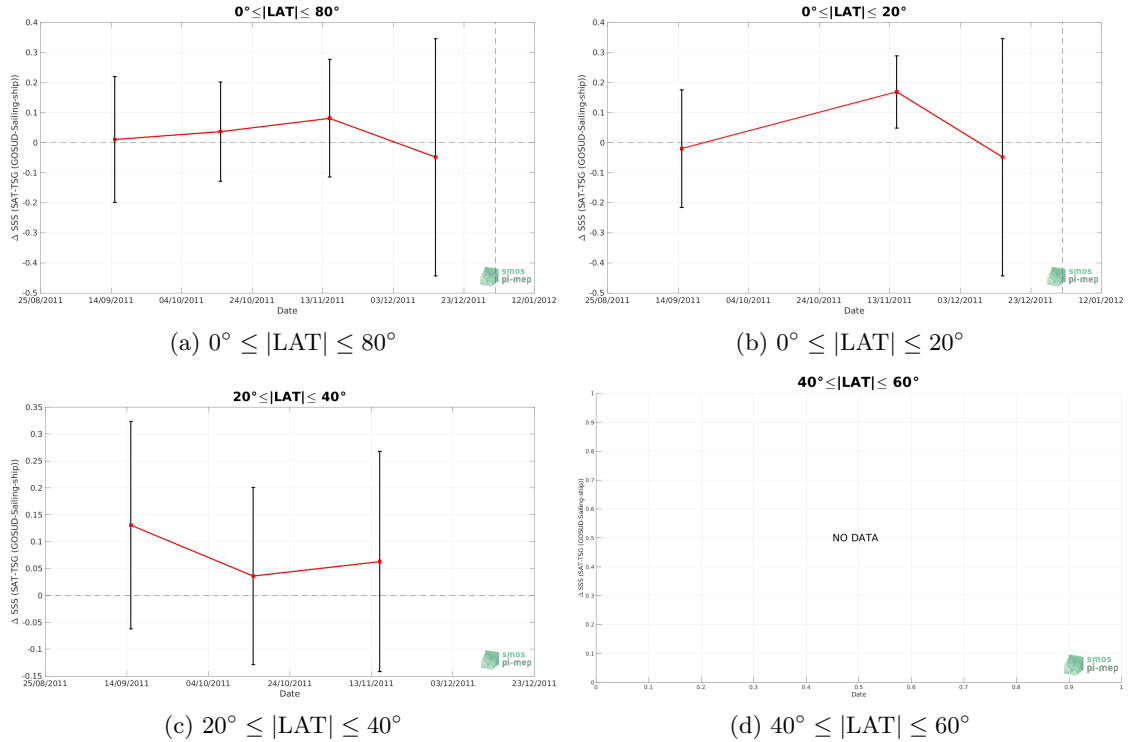 0°≤|LAT|≤ 80°
0.4
0.3
0.2
0.1
0
-0.1
-0.2
-0.3
-0.4
-0.5
Δ SSS (SAT-TSG (GOSUD-Sailing-ship))
25/08/2011 14/09/2011 04/10/2011 24/10/2011 13/11/2011 03/12/2011 23/12/2011 12/01/2012
Date
smos
pi-mep
(a) 0° ≤ |LAT| ≤ 80°
0°≤|LAT|≤ 20°
0.4
0.3
0.2
0.1
0
-0.1
-0.2
-0.3
-0.4
-0.5
Δ SSS (SAT-TSG (GOSUD-Sailing-ship))
25/08/2011 14/09/2011 04/10/2011 24/10/2011 13/11/2011 03/12/2011 23/12/2011 12/01/2012
Date
smos
pi-mep
(b) 0° ≤ |LAT| ≤ 20°
20°≤|LAT|≤ 40°
0.35
0.3
0.25
0.2
0.15
0.1
0.05
0
-0.05
-0.1
-0.15
Δ SSS (SAT-TSG (GOSUD-Sailing-ship))
25/08/2011 14/09/2011 04/10/2011 24/10/2011 13/11/2011 03/12/2011 23/12/2011
Date
smos
pi-mep
(c) 20° ≤ |LAT| ≤ 40°
40°≤|LAT|≤ 60°
1
0.9
0.8
0.7
0.6
0.5
0.4
0.3
0.2
0.1
0
Δ SSS (SAT-TSG (GOSUD-Sailing-ship))
NO DATA
0 0.1 0.2 0.3 0.4 0.5 0.6 0.7 0.8 0.9 1
Date
smos
pi-mep
(d) 40° ≤ |LAT| ≤ 60°